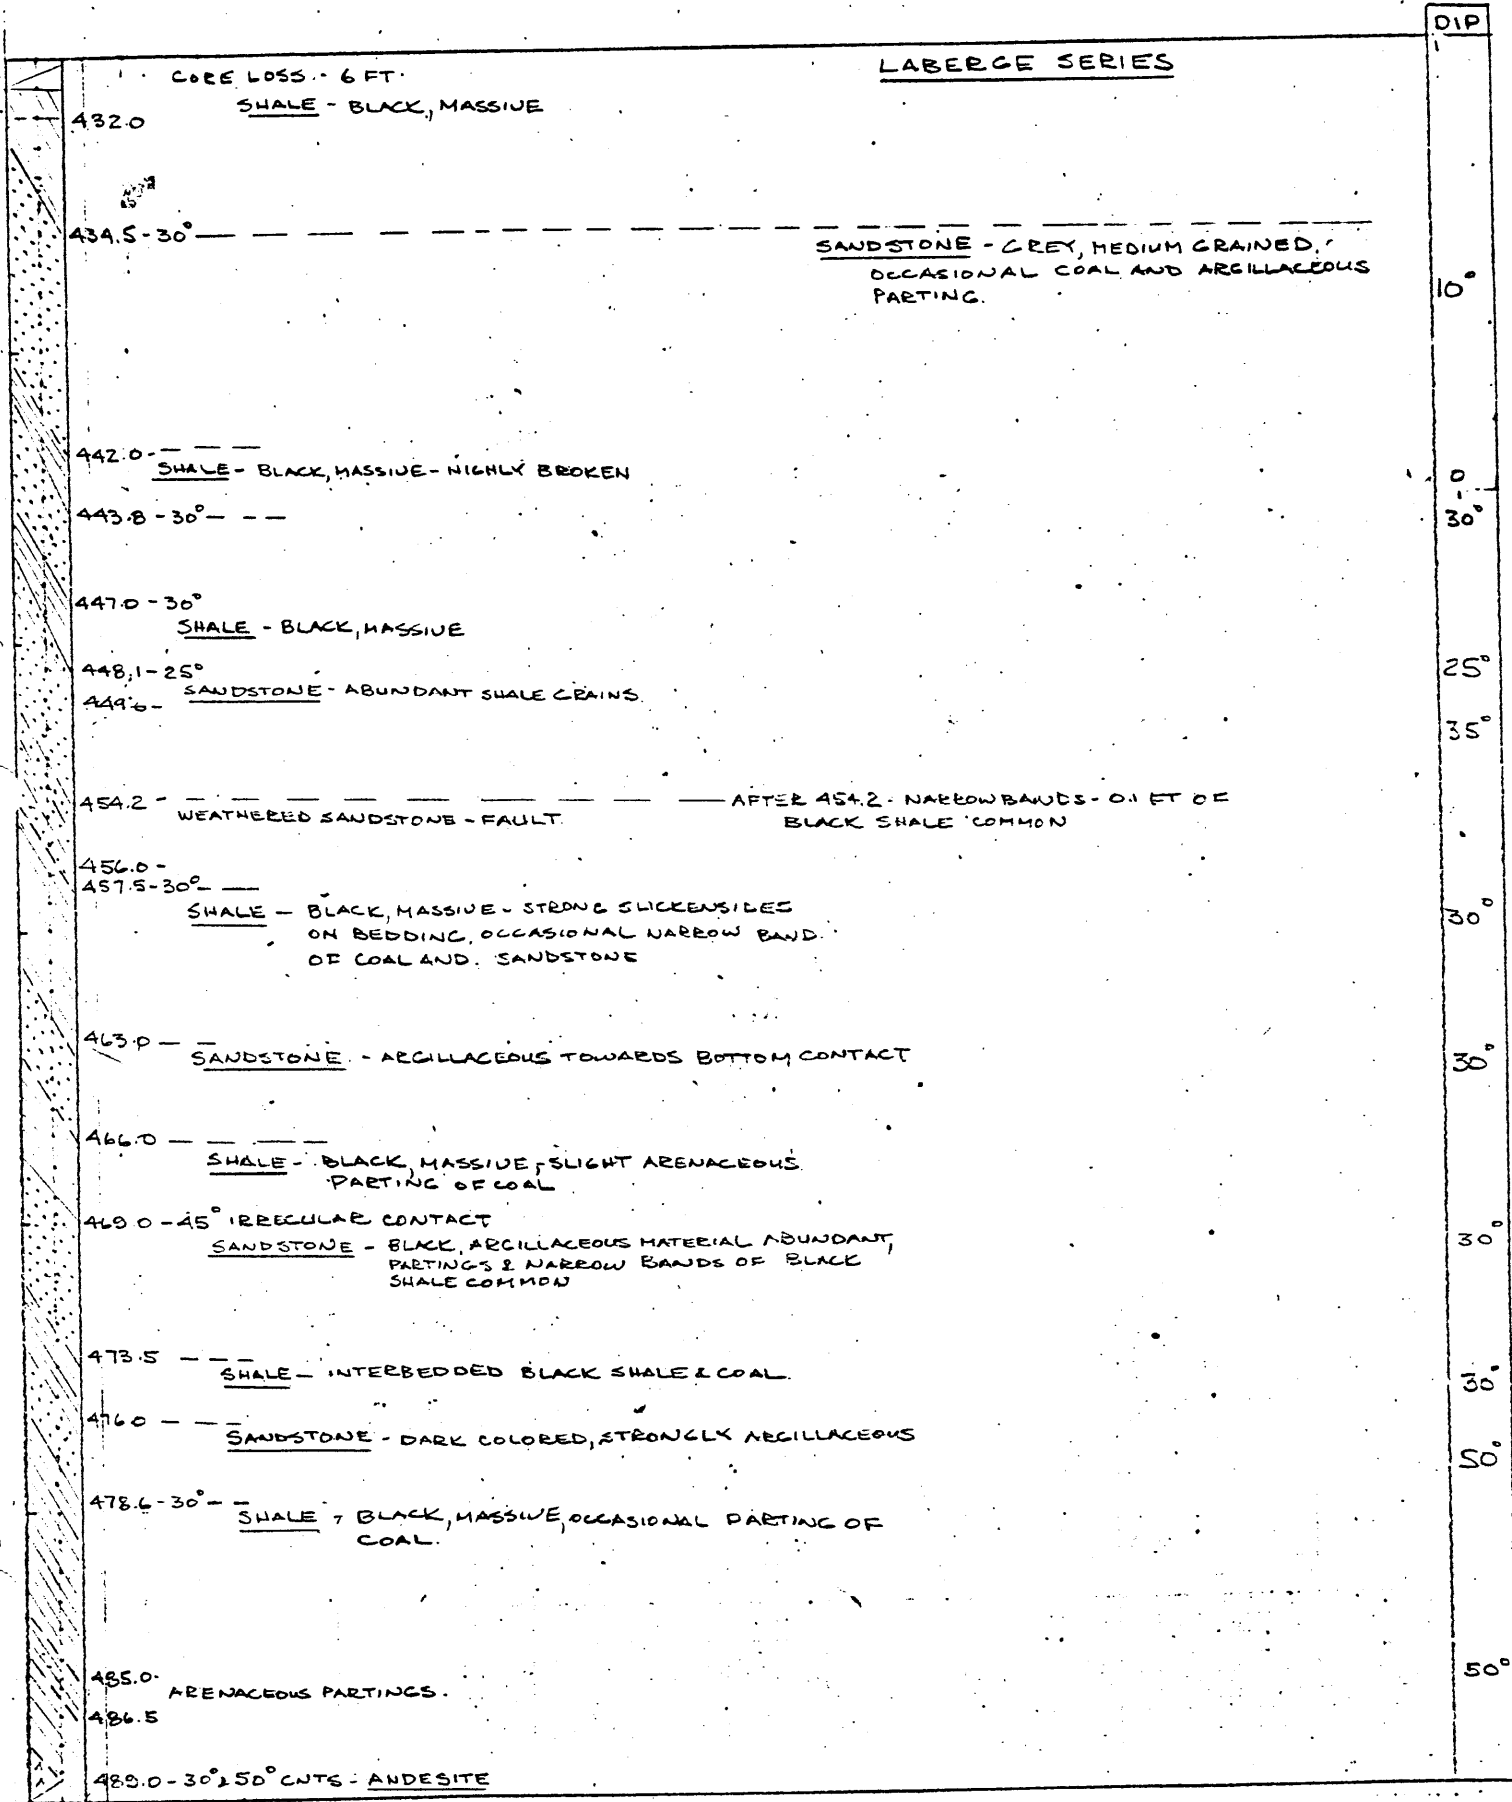 DIP
LABERGE SERIES
CORE LOSS - 6 FT.
SHALE - BLACK, MASSIVE
432.0
434.5-30°
SANDSTONE - GREY, MEDIUM GRAINED.
OCCASIONAL COAL AND ARGILLACEOUS
PARTING.
10°
442.0-
SHALE - BLACK, MASSIVE - HIGHLY BROKEN
0
443.8-30°
30°
447.0-30°
SHALE - BLACK, MASSIVE
448.1-25°
25°
SANDSTONE - ABUNDANT SHALE GRAINS.
449.6-
35°
454.2 - AFTER 454.2 - NARROW BANDS - 0.1 FT OF
BLACK SHALE COMMON
WEATHERED SANDSTONE - FAULT.
456.0-
457.5-30°
SHALE - BLACK, MASSIVE - STRONG SLICKENSIDES
ON BEDDING, OCCASIONAL NARROW BAND
OF COAL AND SANDSTONE
30°
463.0
SANDSTONE - ARGILLACEOUS TOWARDS BOTTOM CONTACT
30°
466.0
SHALE - BLACK, MASSIVE, SLIGHT ARENACEOUS
PARTING OF COAL
469.0-45° IRREGULAR CONTACT
SANDSTONE - BLACK, ARGILLACEOUS MATERIAL ABUNDANT,
PARTINGS & NARROW BANDS OF BLACK
SHALE COMMON
30°
473.5
SHALE - INTERBEDDED BLACK SHALE & COAL.
30°
476.0
SANDSTONE - DARK COLORED, STRONGLY ARGILLACEOUS
50°
478.6-30°
SHALE - BLACK, MASSIVE, OCCASIONAL PARTING OF
COAL.
485.0-
ARENACEOUS PARTINGS.
50°
486.5
489.0-30° & 50° CNTS - ANDESITE